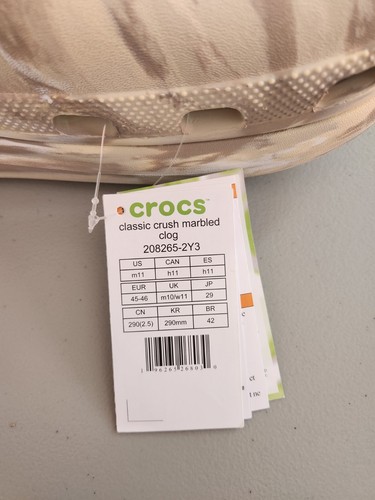 crocs™
classic crush marbled
clog
208265-2Y3
US CAN ES
m11 h11 h11
EUR UK JP
45-46 m10/w11 29
CN KR BR
290(2.5) 290mm 42